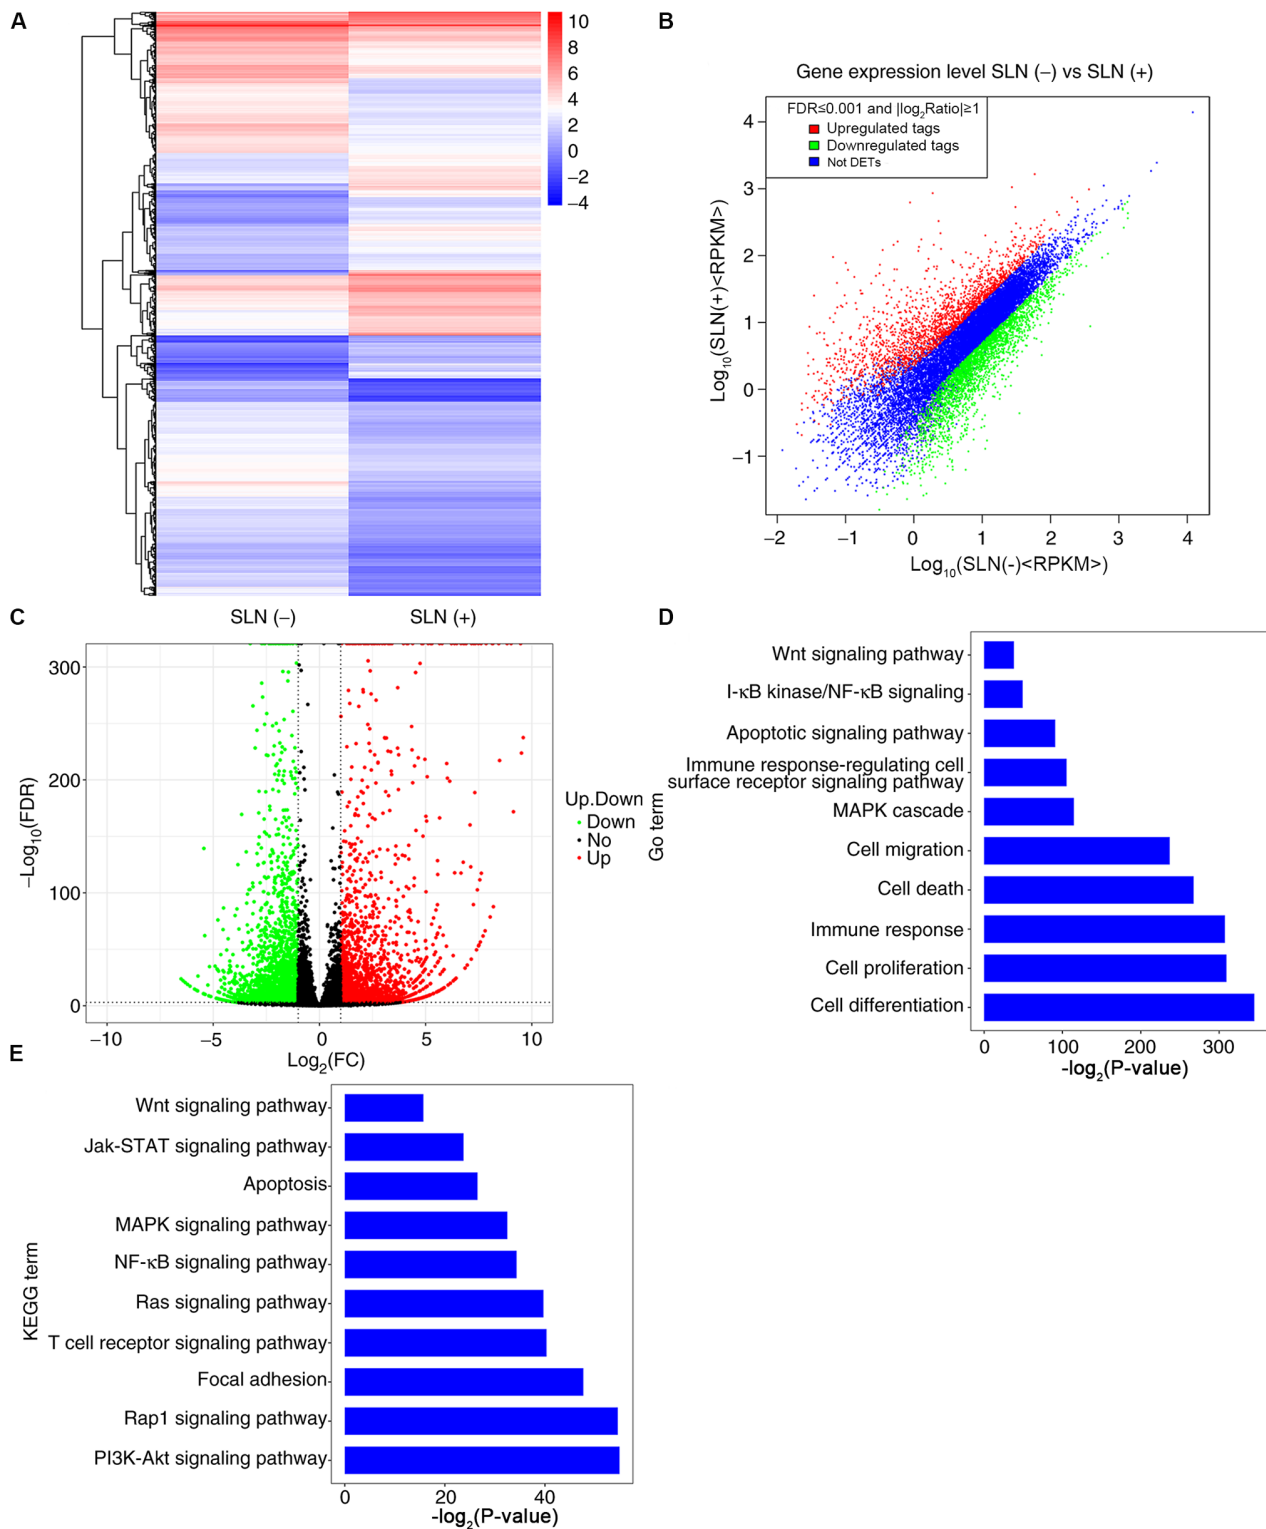 A
10
8
6
4
2
0
−2
−4
SLN (−)
SLN (+)
B
Gene expression level SLN (−) vs SLN (+)
FDR≤0.001 and |log2Ratio|≥1
Upregulated tags
Downregulated tags
Not DETs
Log10(SLN(+)<RPKM>)
4
3
2
1
0
−1
−2
−1
0
1
2
3
4
Log10(SLN(-)<RPKM>)
C
−Log10(FDR)
300
200
100
0
−10
−5
0
5
10
Log2(FC)
Up.Down
Down
No
Up
D
Go term
Wnt signaling pathway
I-κB kinase/NF-κB signaling
Apoptotic signaling pathway
Immune response-regulating cell
surface receptor signaling pathway
MAPK cascade
Cell migration
Cell death
Immune response
Cell proliferation
Cell differentiation
0
100
200
300
-log2(P-value)
E
KEGG term
Wnt signaling pathway
Jak-STAT signaling pathway
Apoptosis
MAPK signaling pathway
NF-κB signaling pathway
Ras signaling pathway
T cell receptor signaling pathway
Focal adhesion
Rap1 signaling pathway
PI3K-Akt signaling pathway
0
20
40
-log2(P-value)